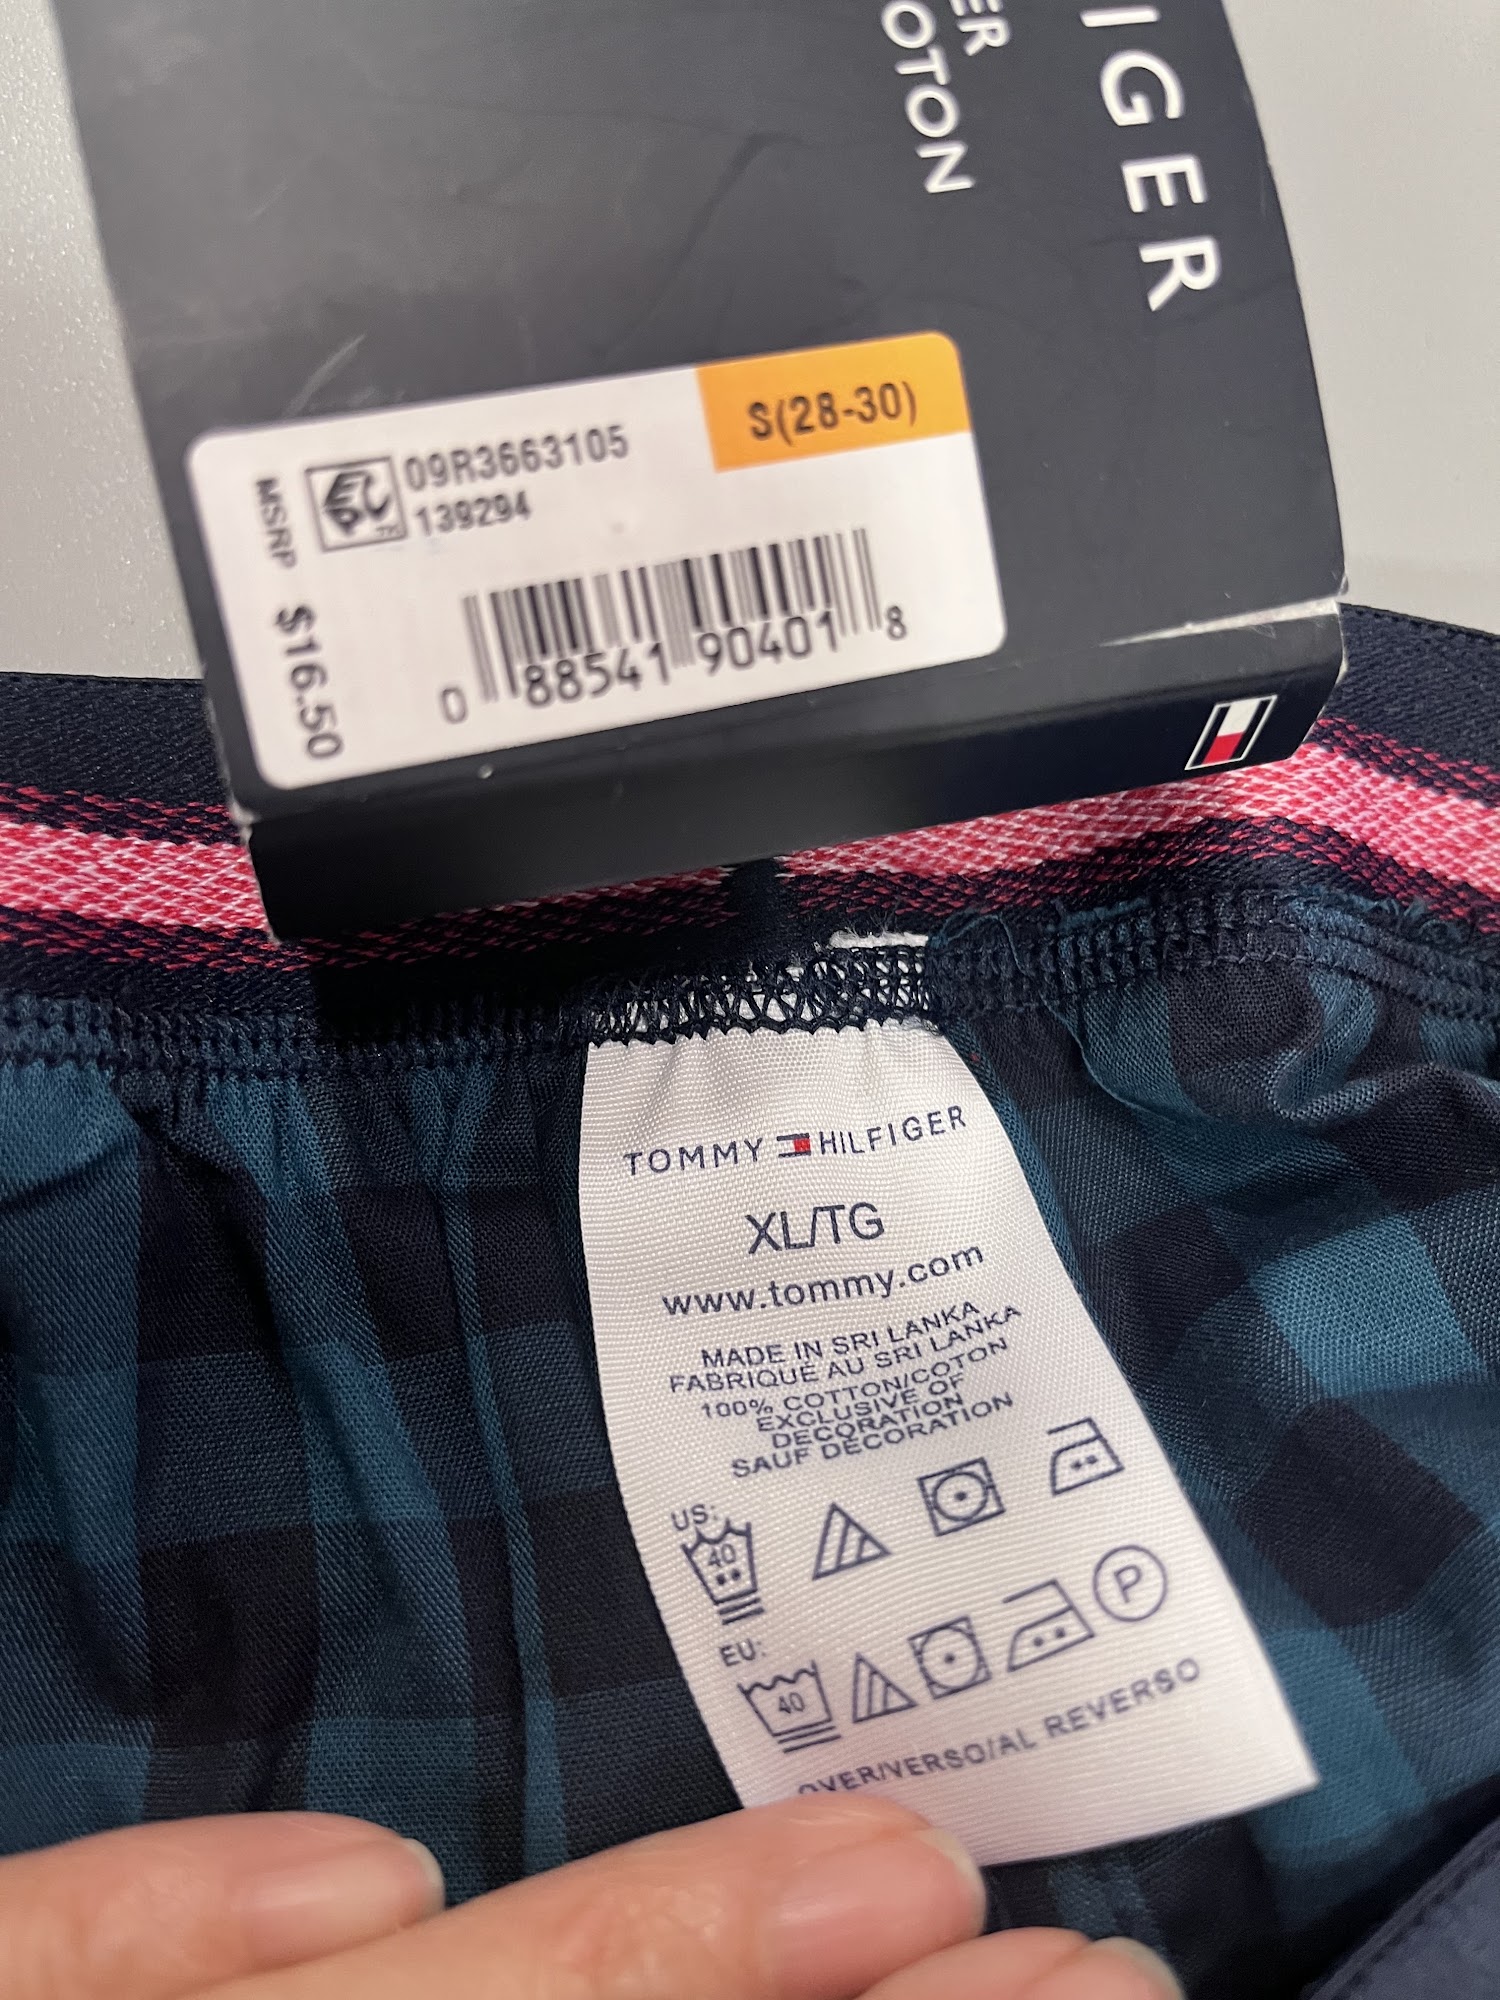 IGER
ER
OTON
S(28-30)
09R3663105
139294
MSRP $16.50
0 88541 90401 8
TOMMY HILFIGER
XL/TG
www.tommy.com
MADE IN SRI LANKA
FABRIQUÉ AU SRI LANKA
100% COTTON/COTON
EXCLUSIVE OF
DECORATION
SAUF DÉCORATION
US:
40
EU:
40
P
OVER/VERSO/AL REVERSO